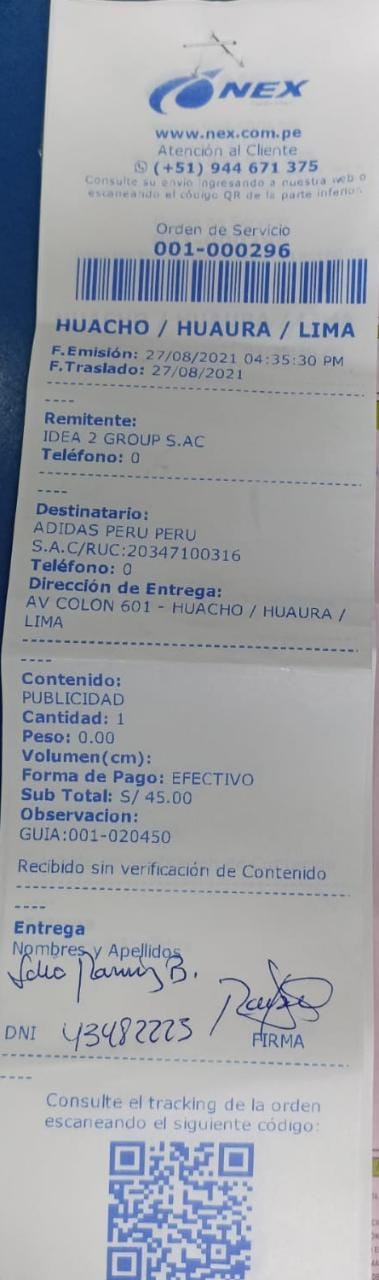 NEX
www.nex.com.pe
Atención al Cliente
(+51) 944 671 375
Consulte su envio ingresando a nuestra web o
escaneando el código QR de la parte inferior
Orden de Servicio
001-000296
HUACHO / HUAURA / LIMA
F.Emisión: 27/08/2021 04:35:30 PM
F.Traslado: 27/08/2021
----
Remitente:
IDEA 2 GROUP S.AC
Teléfono: 0
----
Destinatario:
ADIDAS PERU PERU
S.A.C/RUC:20347100316
Teléfono: 0
Dirección de Entrega:
AV COLON 601 - HUACHO / HUAURA /
LIMA
----
Contenido:
PUBLICIDAD
Cantidad: 1
Peso: 0.00
Volumen(cm):
Forma de Pago: EFECTIVO
Sub Total: S/ 45.00
Observacion:
GUIA:001-020450
Recibido sin verificación de Contenido
----
Entrega
Nombres y Apellidos
B.
DNI 43482223
FIRMA
----
Consulte el tracking de la orden
escaneando el siguiente código: